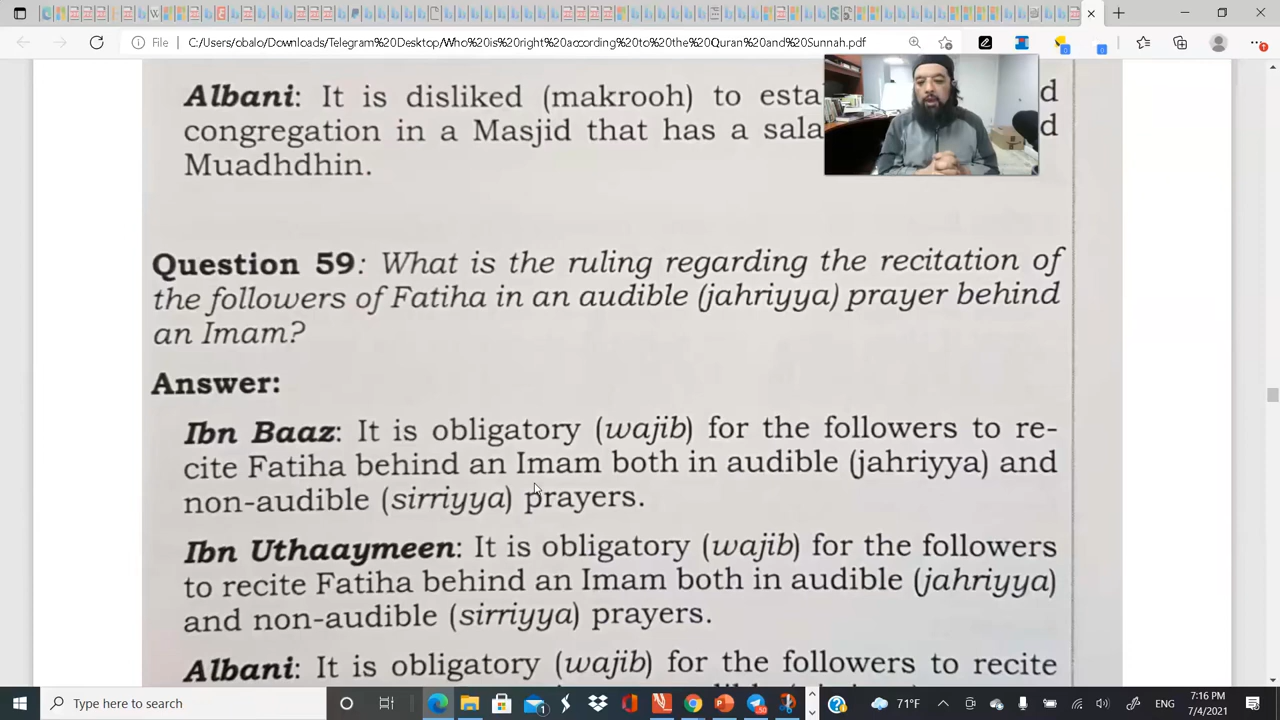 File
C:/Users/obalo/Downloads/Telegram%20Desktop/Who%20is%20right%20according%20to%20the%20Quran%20and%20Sunnah.pdf
Albani: It is disliked (makrooh) to esta d
congregation in a Masjid that has a sala d
Muadhdhin.
Question 59: What is the ruling regarding the recitation of
the followers of Fatiha in an audible (jahriyya) prayer behind
an Imam?
Answer:
Ibn Baaz: It is obligatory (wajib) for the followers to re-
cite Fatiha behind an Imam both in audible (jahriyya) and
non-audible (sirriyya) prayers.
Ibn Uthaaymeen: It is obligatory (wajib) for the followers
to recite Fatiha behind an Imam both in audible (jahriyya)
and non-audible (sirriyya) prayers.
Albani: It is obligatory (wajib) for the followers to recite
Type here to search
71°F
ENG
7:16 PM
7/4/2021